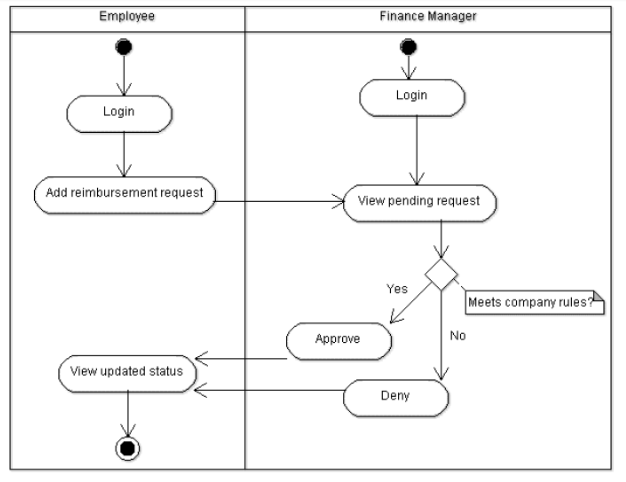 Employee
Finance Manager
Login
Login
Add reimbursement request
View pending request
Yes
Meets company rules?
No
Approve
View updated status
Deny